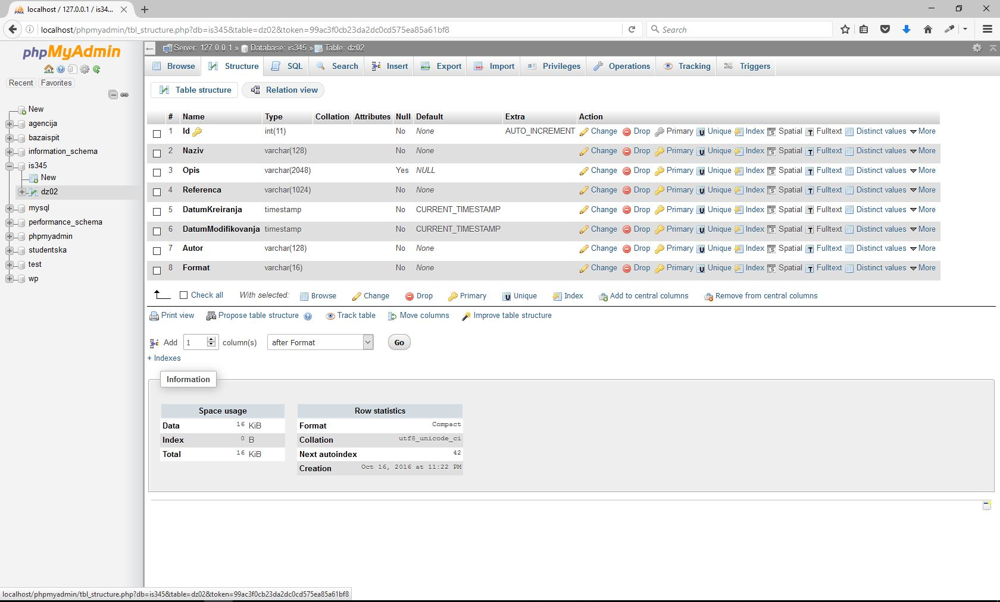 localhost / 127.0.0.1 / is34...
localhost/phpmyadmin/tbl_structure.php?db=is345&table=dz02&token=99ac3f0cb23da2dc0cd575ea85a61bf8
Search
phpMyAdmin
Recent Favorites
New
agencija
bazaispit
information_schema
is345
New
dz02
mysql
performance_schema
phpmyadmin
studentska
test
wp
Server: 127.0.0.1 » Database: is345 » Table: dz02
Browse Structure SQL Search Insert Export Import Privileges Operations Tracking Triggers
Table structure Relation view
# Name Type Collation Attributes Null Default Extra Action
1 Id int(11) No None AUTO_INCREMENT Change Drop Primary Unique Index Spatial Fulltext Distinct values More
2 Naziv varchar(128) No None Change Drop Primary Unique Index Spatial Fulltext Distinct values More
3 Opis varchar(2048) Yes NULL Change Drop Primary Unique Index Spatial Fulltext Distinct values More
4 Referenca varchar(1024) No None Change Drop Primary Unique Index Spatial Fulltext Distinct values More
5 DatumKreiranja timestamp No CURRENT_TIMESTAMP Change Drop Primary Unique Index Spatial Fulltext Distinct values More
6 DatumModifikovanja timestamp No CURRENT_TIMESTAMP Change Drop Primary Unique Index Spatial Fulltext Distinct values More
7 Autor varchar(128) No None Change Drop Primary Unique Index Spatial Fulltext Distinct values More
8 Format varchar(16) No None Change Drop Primary Unique Index Spatial Fulltext Distinct values More
Check all With selected: Browse Change Drop Primary Unique Index Add to central columns Remove from central columns
Print view Propose table structure Track table Move columns Improve table structure
Add 1 column(s) after Format Go
+ Indexes
Information
Space usage
Data 16 KiB
Index 0 B
Total 16 KiB
Row statistics
Format Compact
Collation utf8_unicode_ci
Next autoindex 42
Creation Oct 16, 2016 at 11:22 PM
localhost/phpmyadmin/tbl_structure.php?db=is345&table=dz02&token=99ac3f0cb23da2dc0cd575ea85a61bf8